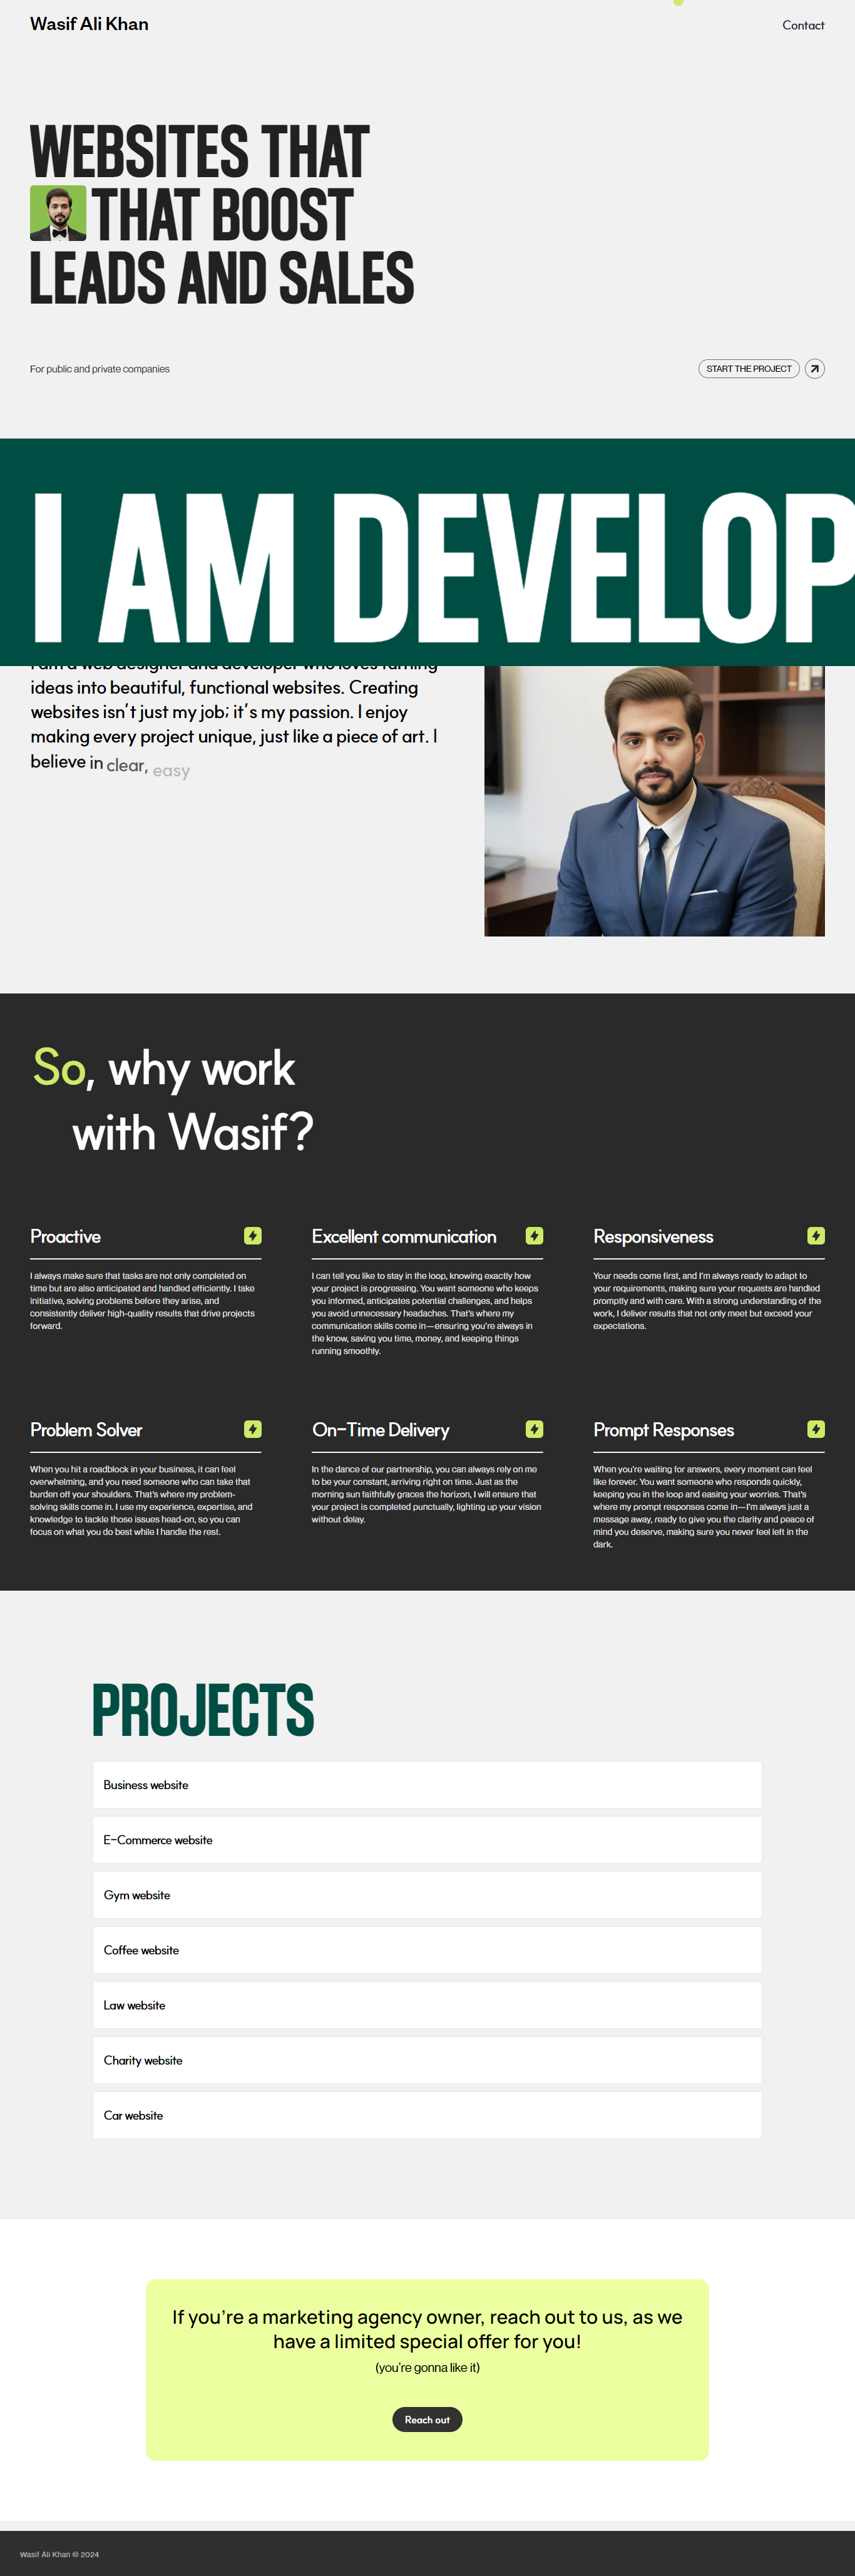 Wasif Ali Khan
Contact
WEBSITES THAT
THAT BOOST
LEADS AND SALES
For public and private companies
START THE PROJECT
I AM DEVELOP
I am a web designer and developer who loves turning
ideas into beautiful, functional websites. Creating
websites isn't just my job; it's my passion. I enjoy
making every project unique, just like a piece of art. I
believe in clear, easy
So, why work
with Wasif?
Proactive
I always make sure that tasks are not only completed on
time but are also anticipated and handled efficiently. I take
initiative, solving problems before they arise, and
consistently deliver high-quality results that drive projects
forward.
Excellent communication
I can tell you like to stay in the loop, knowing exactly how
your project is progressing. You want someone who keeps
you informed, anticipates potential challenges, and helps
you avoid unnecessary headaches. That's where my
communication skills come in—ensuring you're always in
the know, saving you time, money, and keeping things
running smoothly.
Responsiveness
Your needs come first, and I'm always ready to adapt to
your requirements, making sure your requests are handled
promptly and with care. With a strong understanding of the
work, I deliver results that not only meet but exceed your
expectations.
Problem Solver
When you hit a roadblock in your business, it can feel
overwhelming, and you need someone who can take that
burden off your shoulders. That's where my problem-
solving skills come in. I use my experience, expertise, and
knowledge to tackle those issues head-on, so you can
focus on what you do best while I handle the rest.
On-Time Delivery
In the dance of our partnership, you can always rely on me
to be your constant, arriving right on time. Just as the
morning sun faithfully graces the horizon, I will ensure that
your project is completed punctually, lighting up your vision
without delay.
Prompt Responses
When you're waiting for answers, every moment can feel
like forever. You want someone who responds quickly,
keeping you in the loop and easing your worries. That's
where my prompt responses come in—I'm always just a
message away, ready to give you the clarity and peace of
mind you deserve, making sure you never feel left in the
dark.
PROJECTS
Business website
E-Commerce website
Gym website
Coffee website
Law website
Charity website
Car website
If you're a marketing agency owner, reach out to us, as we
have a limited special offer for you!
(you're gonna like it)
Reach out
Wasif Ali Khan © 2024